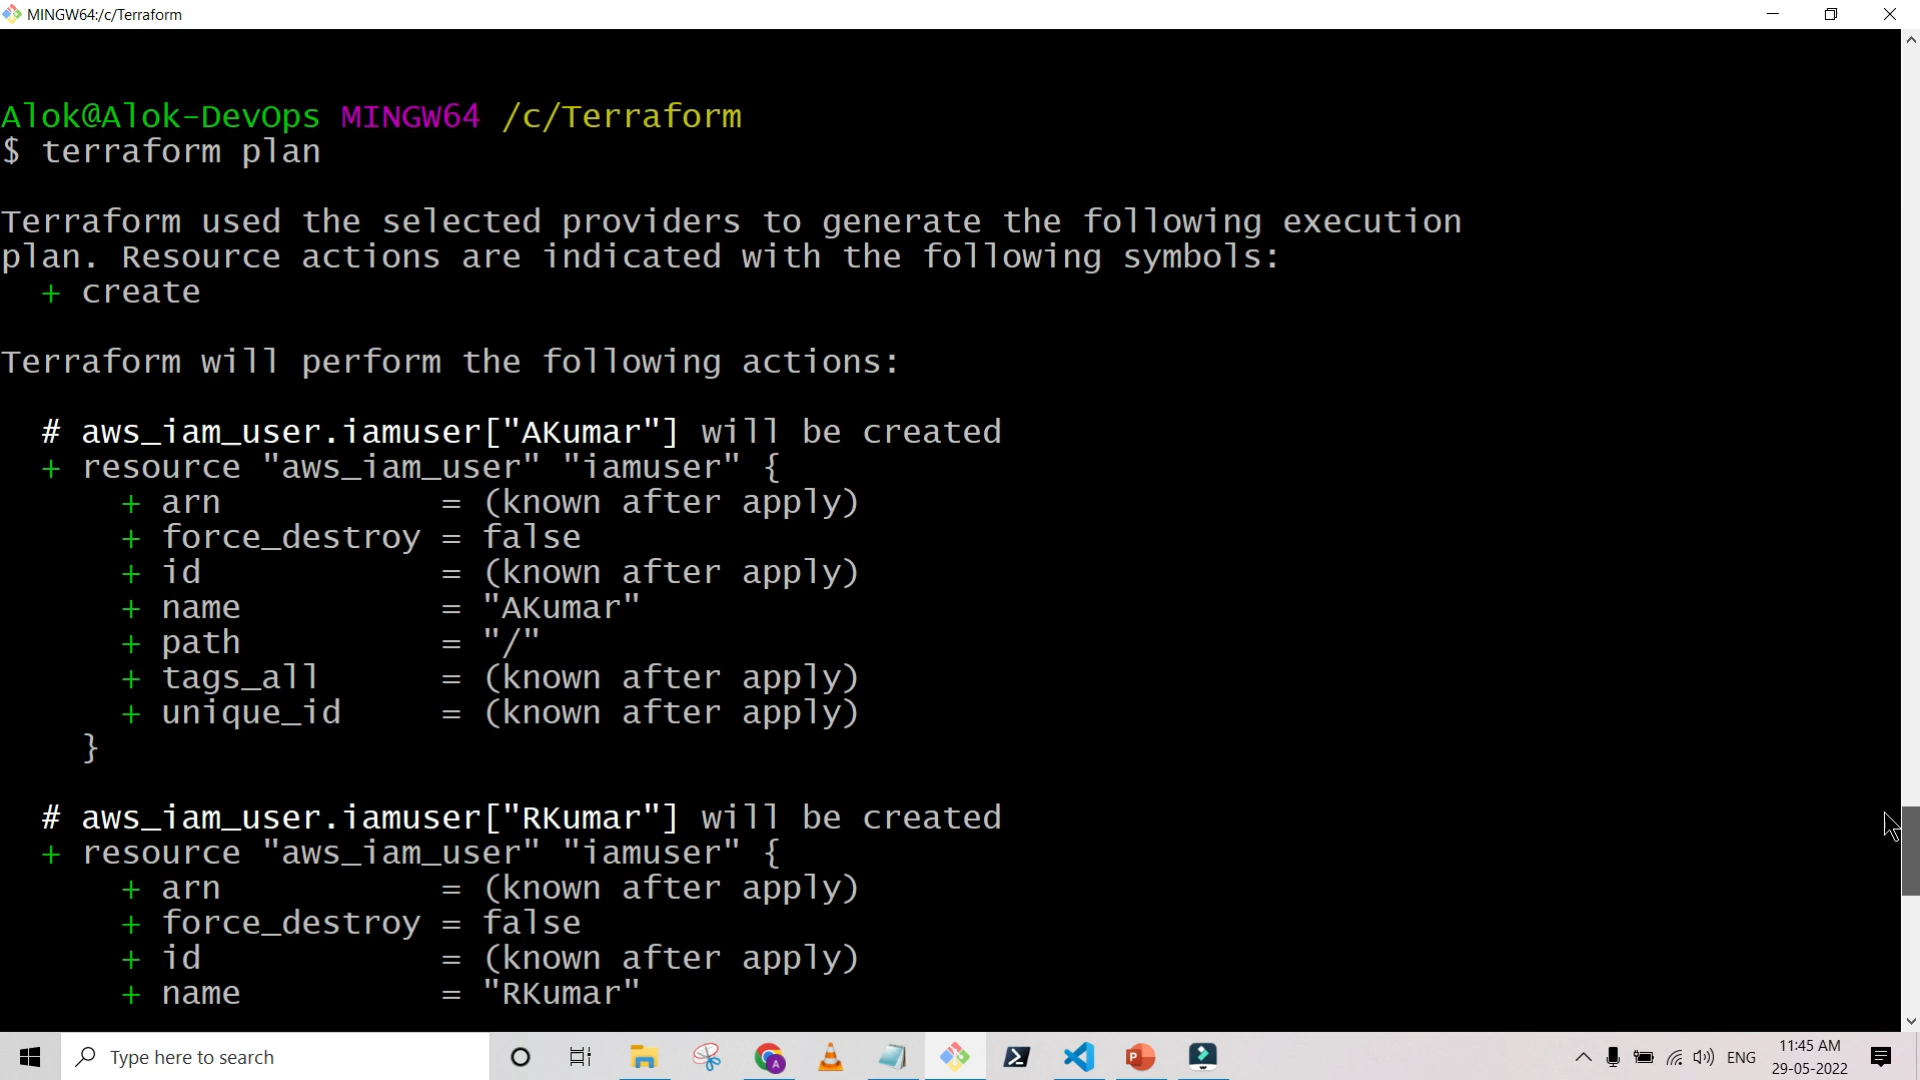 MINGW64:/c/Terraform
Alok@Alok-DevOps MINGW64 /c/Terraform
$ terraform plan
Terraform used the selected providers to generate the following execution
plan. Resource actions are indicated with the following symbols:
+ create
Terraform will perform the following actions:
# aws_iam_user.iamuser["AKumar"] will be created
+ resource "aws_iam_user" "iamuser" {
+ arn = (known after apply)
+ force_destroy = false
+ id = (known after apply)
+ name = "AKumar"
+ path = "/"
+ tags_all = (known after apply)
+ unique_id = (known after apply)
}
# aws_iam_user.iamuser["RKumar"] will be created
+ resource "aws_iam_user" "iamuser" {
+ arn = (known after apply)
+ force_destroy = false
+ id = (known after apply)
+ name = "RKumar"
Type here to search
ENG
11:45 AM
29-05-2022